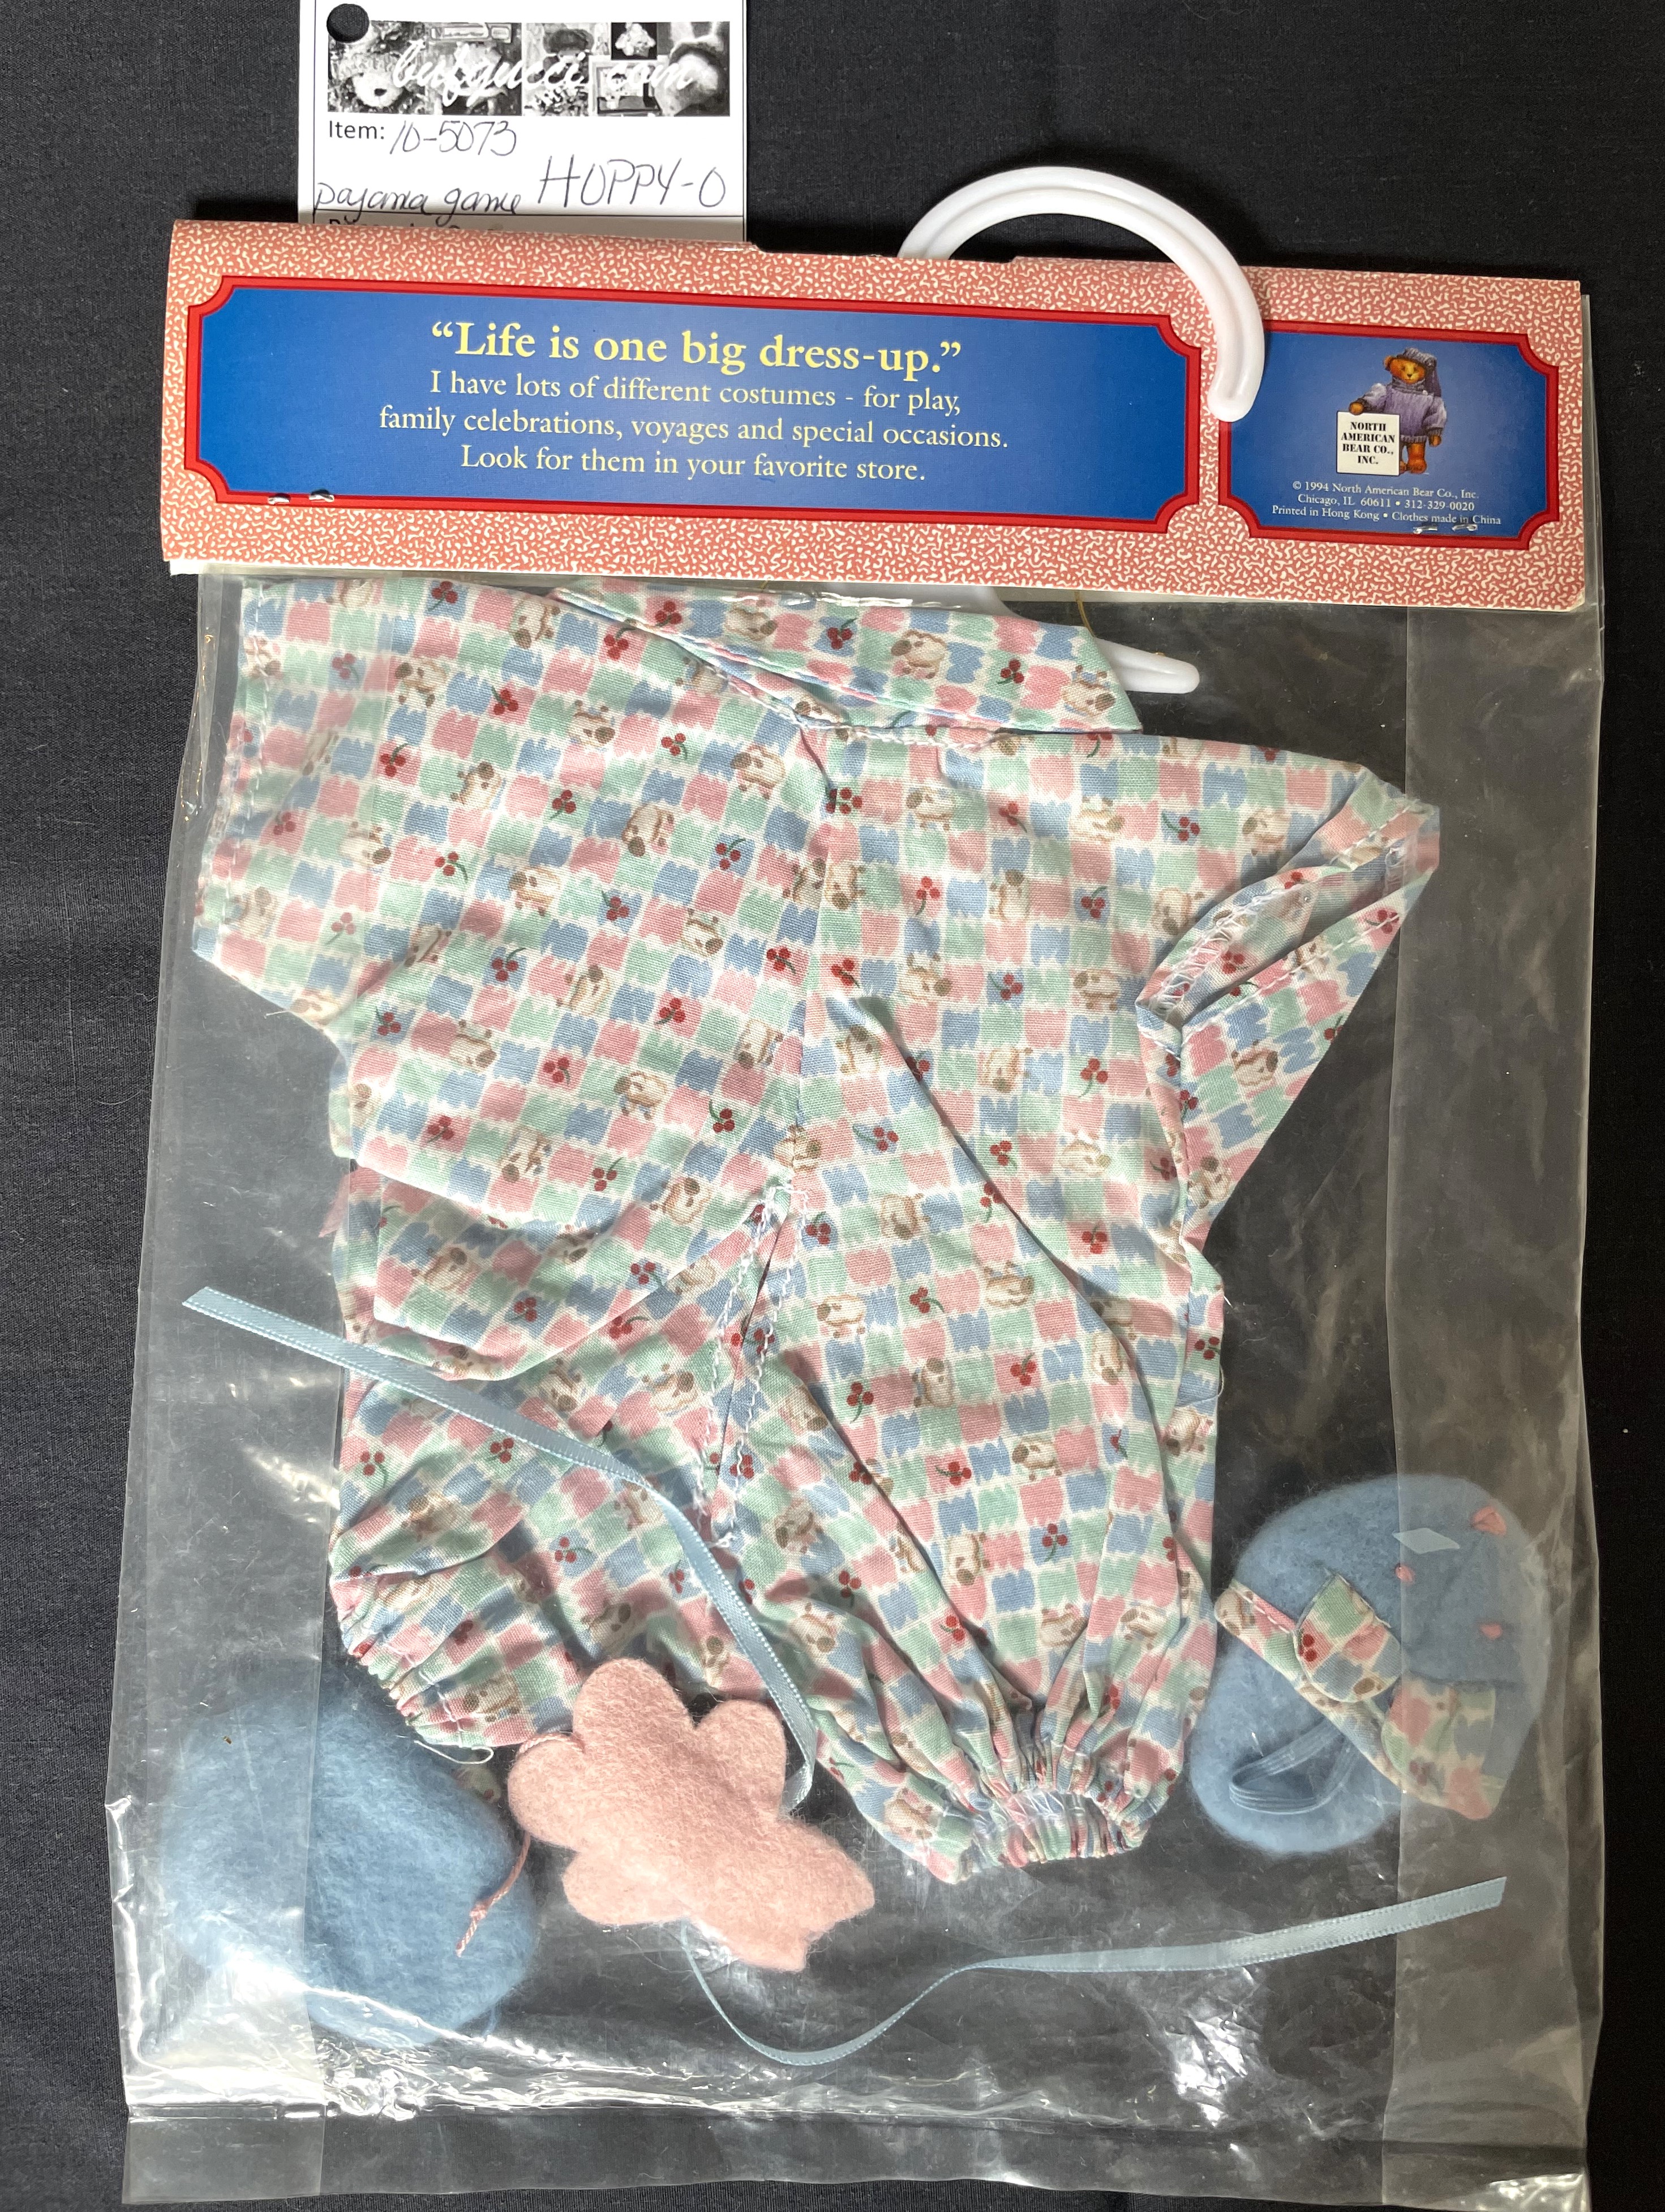 Item: 10-5073
pajama game HOPPY-O
“Life is one big dress-up.”
I have lots of different costumes - for play,
family celebrations, voyages and special occasions.
Look for them in your favorite store.
NORTH
AMERICAN
BEAR CO.,
INC.
© 1994 North American Bear Co., Inc.
Chicago, IL 60611 • 312-329-0020
Printed in Hong Kong • Clothes made in China